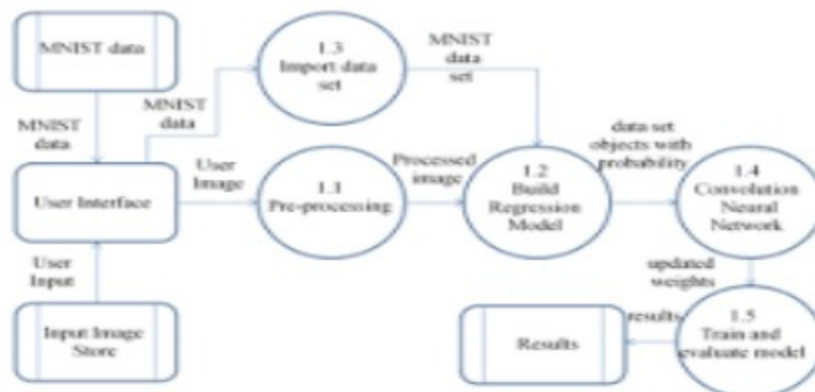 MNIST data
1.3
Import data
set
MNIST
data
set
MNIST
data
MNIST
data
User Interface
User
Image
1.1
Pre-processing
Processed
image
1.2
Build
Regression
Model
data set
objects with
probability
1.4
Convolution
Neural
Network
User
Input
Input Image
Store
updated
weights
1.5
Train and
evaluate model
results
Results